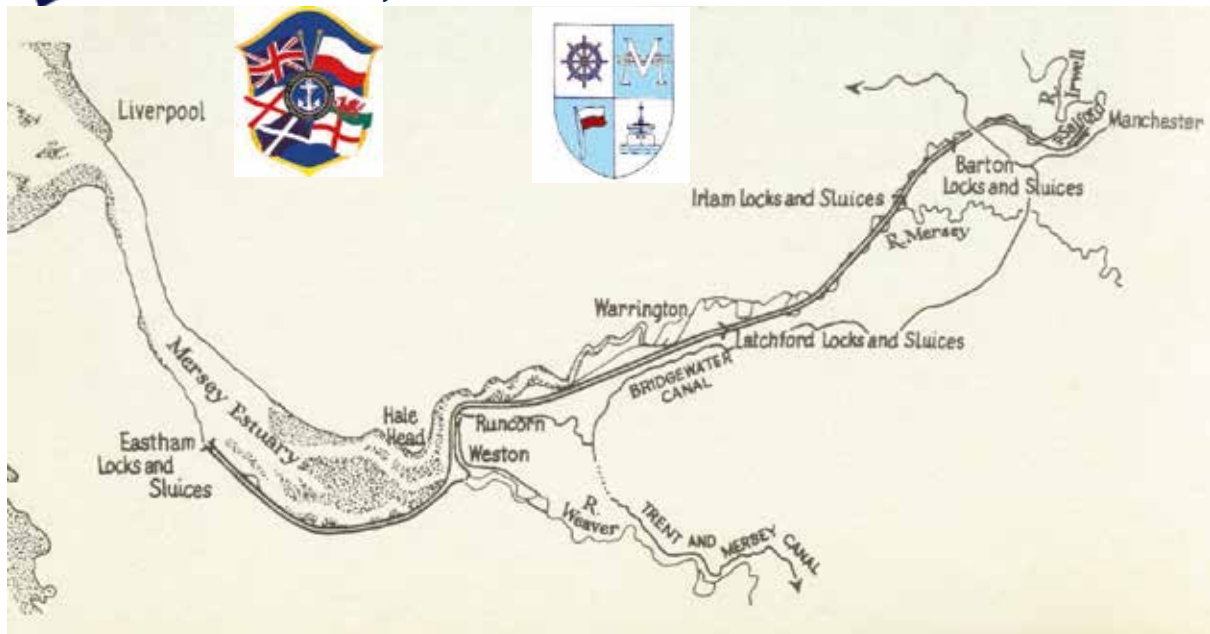 Liverpool
M
R.
Irwell
Salford
Manchester
Barton
Locks and Sluices
Irlam Locks and Sluices
R. Mersey
Warrington
Latchford Locks and Sluices
BRIDGEWATER
CANAL
Mersey Estuary
Hale
Head
Runcorn
Weston
Eastham
Locks and
Sluices
R.
Weaver
TRENT AND MERSEY CANAL